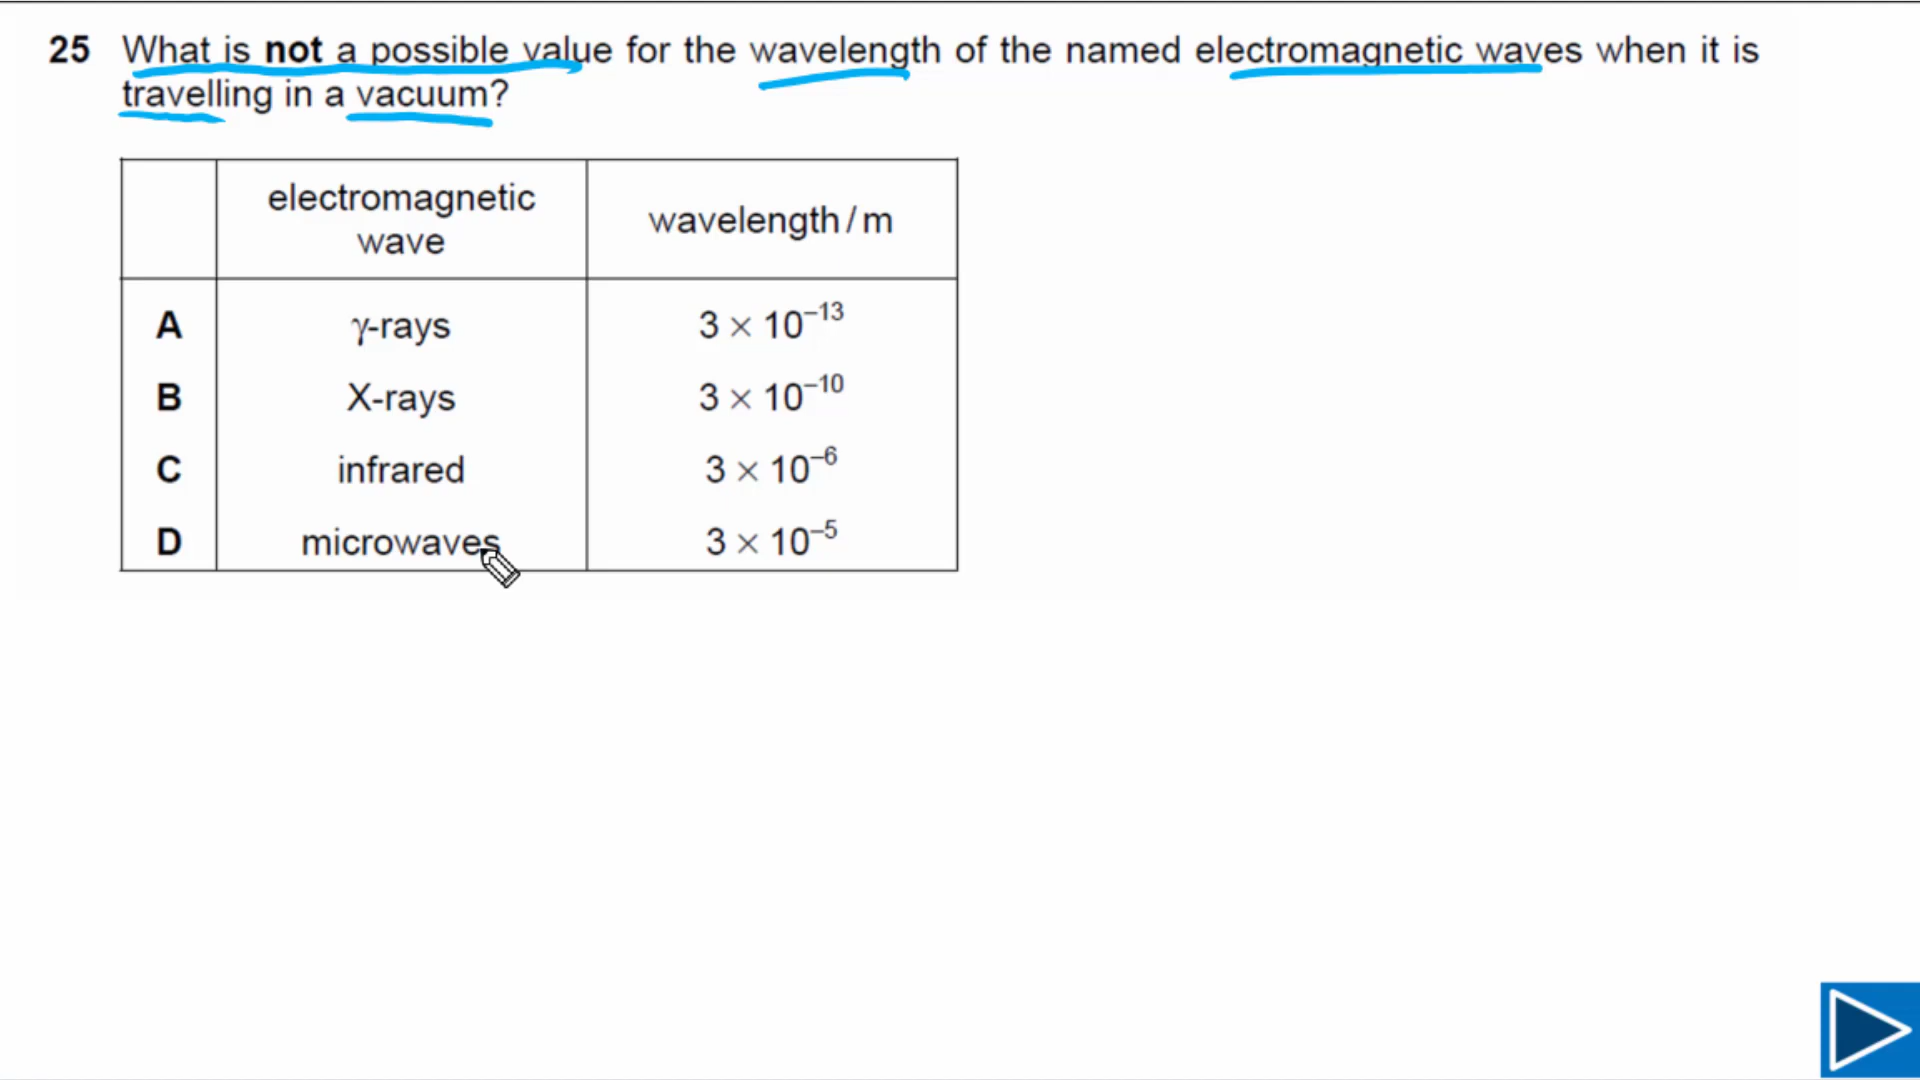 25 What is not a possible value for the wavelength of the named electromagnetic waves when it is
travelling in a vacuum?
electromagnetic
wave
wavelength / m
A γ-rays 3 × 10⁻¹³
B X-rays 3 × 10⁻¹⁰
C infrared 3 × 10⁻⁶
D microwaves 3 × 10⁻⁵